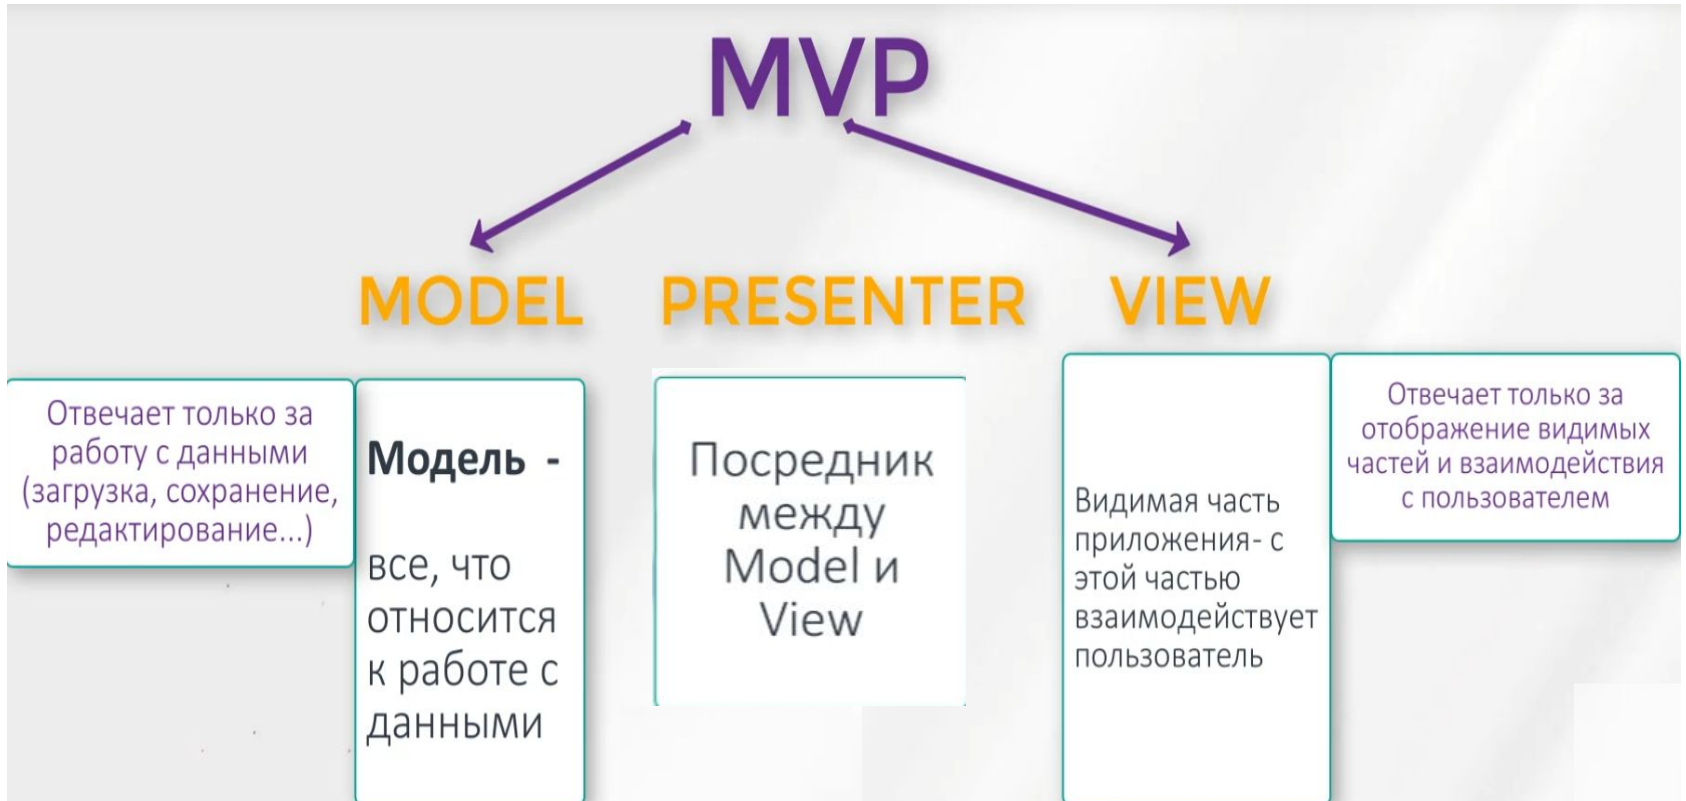 MVP
MODEL
PRESENTER
VIEW
Отвечает только за
работу с данными
(загрузка, сохранение,
редактирование...)
Модель -
все, что
относится
к работе с
данными
Посредник
между
Model и
View
Видимая часть
приложения- с
этой частью
взаимодействует
пользователь
Отвечает только за
отображение видимых
частей и взаимодействия
с пользователем